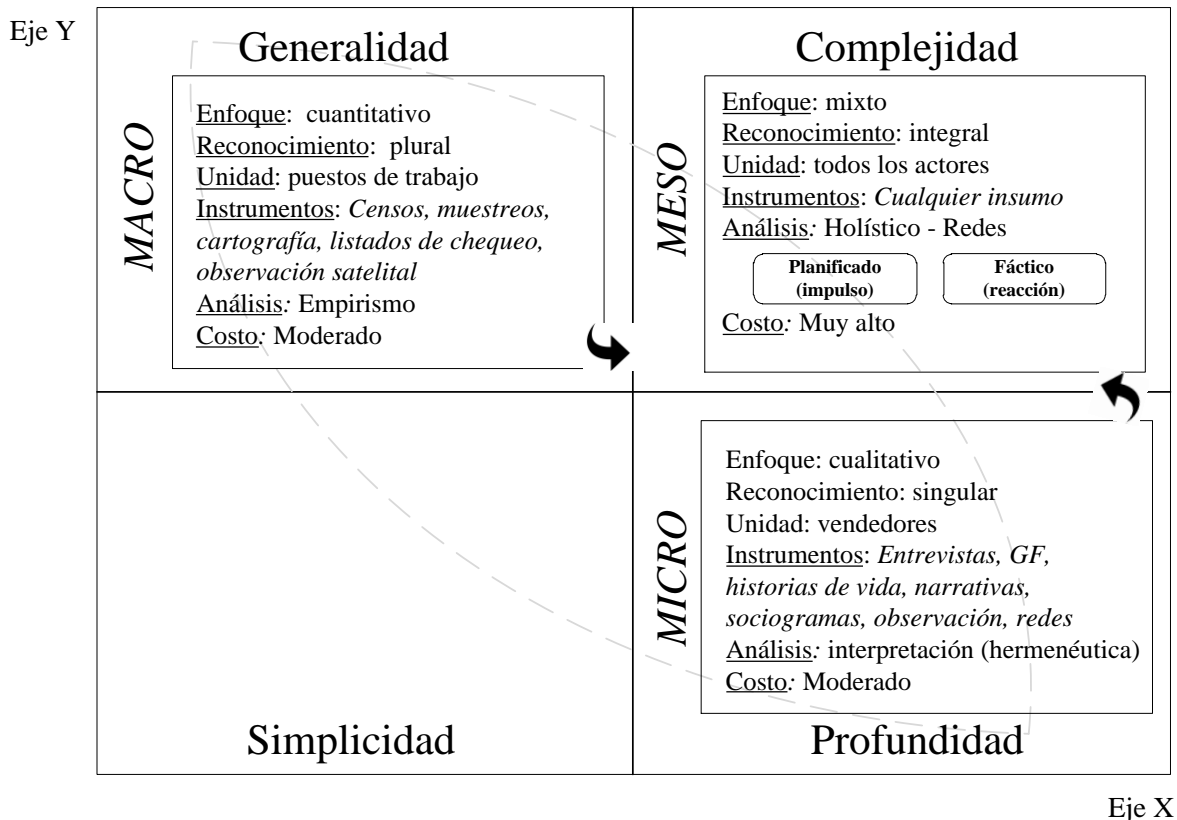 Eje Y
Generalidad
MACRO
Enfoque: cuantitativo
Reconocimiento: plural
Unidad: puestos de trabajo
Instrumentos: Censos, muestreos,
cartografía, listados de chequeo,
observación satelital
Análisis: Empirismo
Costo: Moderado
Complejidad
MESO
Enfoque: mixto
Reconocimiento: integral
Unidad: todos los actores
Instrumentos: Cualquier insumo
Análisis: Holístico - Redes
Planificado
(impulso)
Fáctico
(reacción)
Costo: Muy alto
Simplicidad
MICRO
Enfoque: cualitativo
Reconocimiento: singular
Unidad: vendedores
Instrumentos: Entrevistas, GF,
historias de vida, narrativas,
sociogramas, observación, redes
Análisis: interpretación (hermenéutica)
Costo: Moderado
Profundidad
Eje X